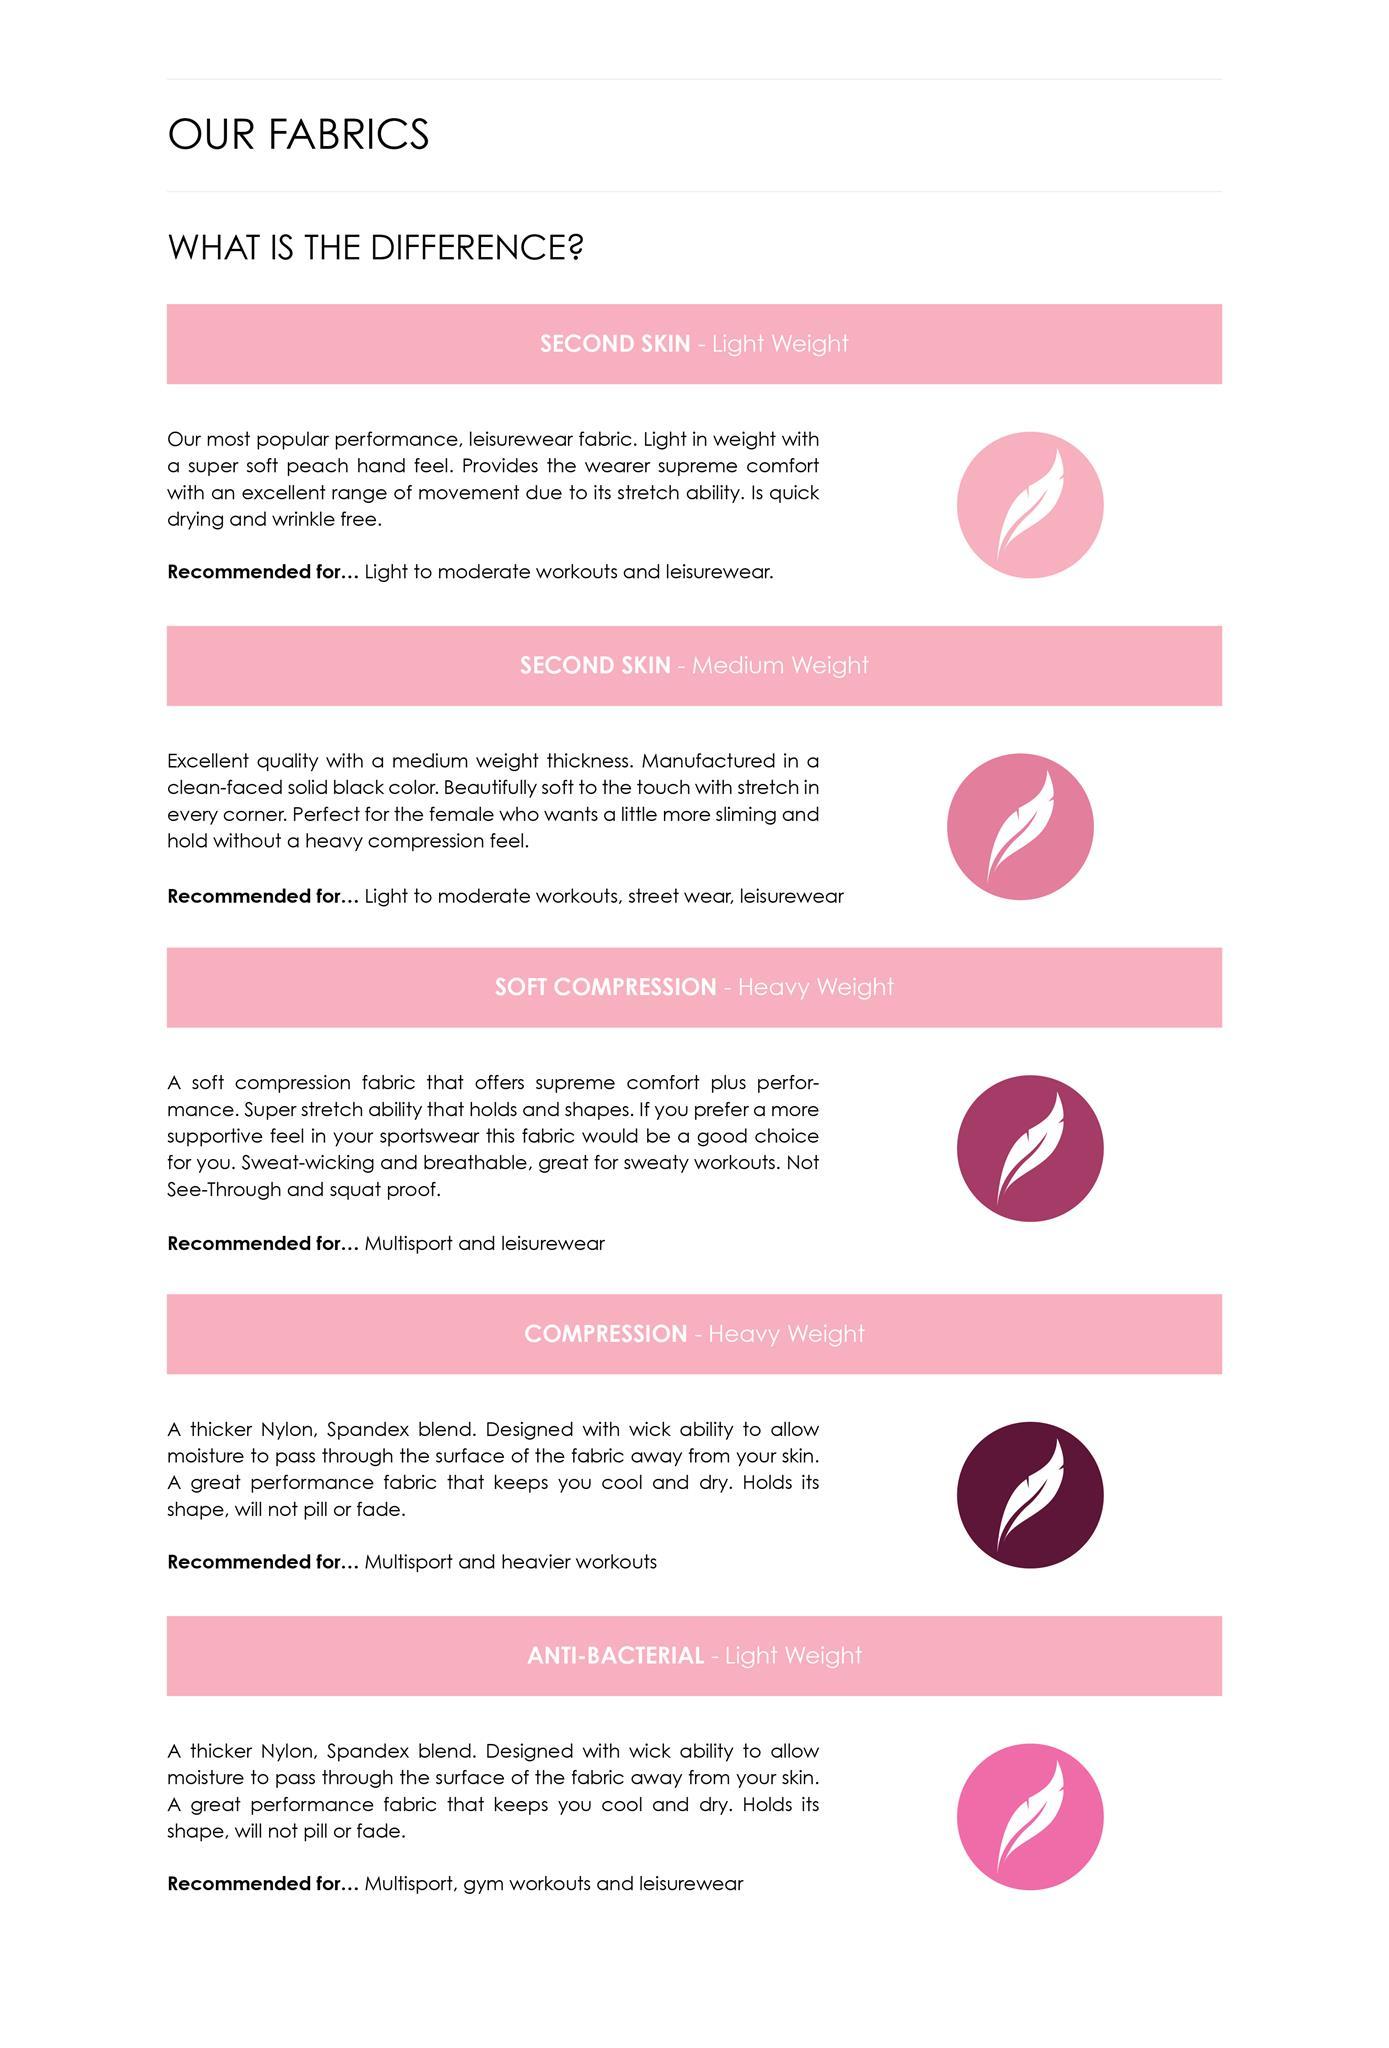 OUR FABRICS
WHAT IS THE DIFFERENCE?
SECOND SKIN - Light Weight
Our most popular performance, leisurewear fabric. Light in weight with
a super soft peach hand feel. Provides the wearer supreme comfort
with an excellent range of movement due to its stretch ability. Is quick
drying and wrinkle free.
Recommended for... Light to moderate workouts and leisurewear.
SECOND SKIN - Medium Weight
Excellent quality with a medium weight thickness. Manufactured in a
clean-faced solid black color. Beautifully soft to the touch with stretch in
every corner. Perfect for the female who wants a little more sliming and
hold without a heavy compression feel.
Recommended for... Light to moderate workouts, street wear, leisurewear
SOFT COMPRESSION - Heavy Weight
A soft compression fabric that offers supreme comfort plus perfor-
mance. Super stretch ability that holds and shapes. If you prefer a more
supportive feel in your sportswear this fabric would be a good choice
for you. Sweat-wicking and breathable, great for sweaty workouts. Not
See-Through and squat proof.
Recommended for... Multisport and leisurewear
COMPRESSION - Heavy Weight
A thicker Nylon, Spandex blend. Designed with wick ability to allow
moisture to pass through the surface of the fabric away from your skin.
A great performance fabric that keeps you cool and dry. Holds its
shape, will not pill or fade.
Recommended for... Multisport and heavier workouts
ANTI-BACTERIAL - Light Weight
A thicker Nylon, Spandex blend. Designed with wick ability to allow
moisture to pass through the surface of the fabric away from your skin.
A great performance fabric that keeps you cool and dry. Holds its
shape, will not pill or fade.
Recommended for... Multisport, gym workouts and leisurewear